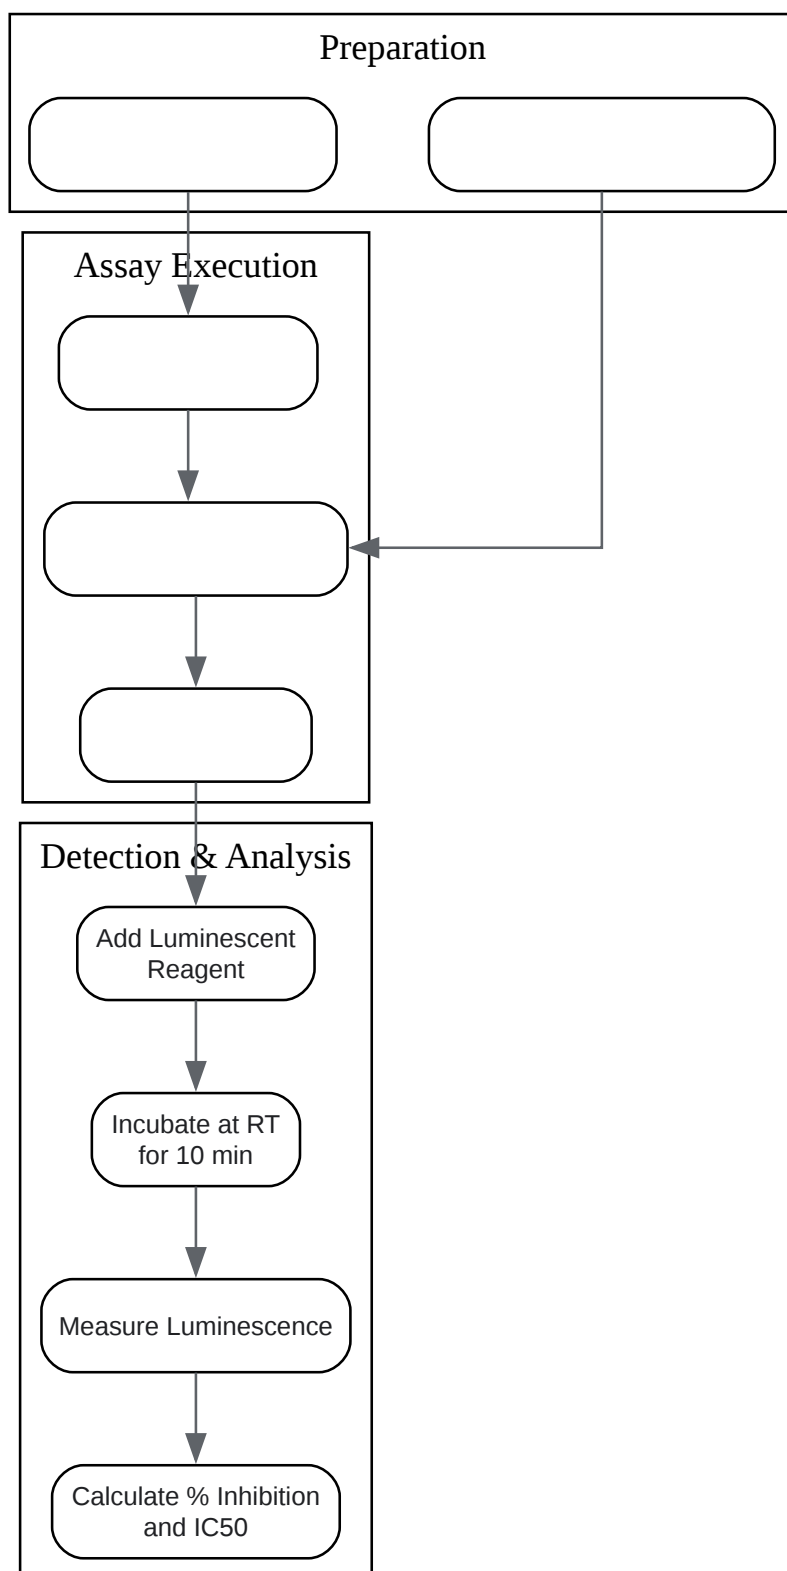 Preparation
Assay Execution
Detection & Analysis
Add Luminescent
Reagent
Incubate at RT
for 10 min
Measure Luminescence
Calculate % Inhibition
and IC50